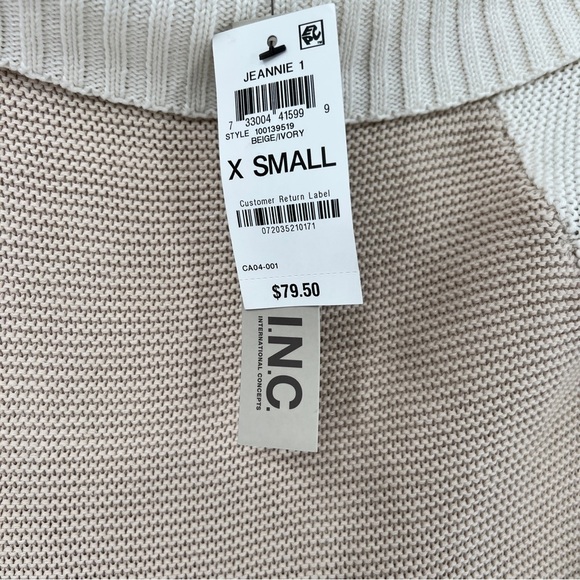 JEANNIE 1
7 33004 41599 9
STYLE 100139519
BEIGE/IVORY
X SMALL
Customer Return Label
072035210171
CA04-001
$79.50
I.N.C.
INTERNATIONAL CONCEPTS